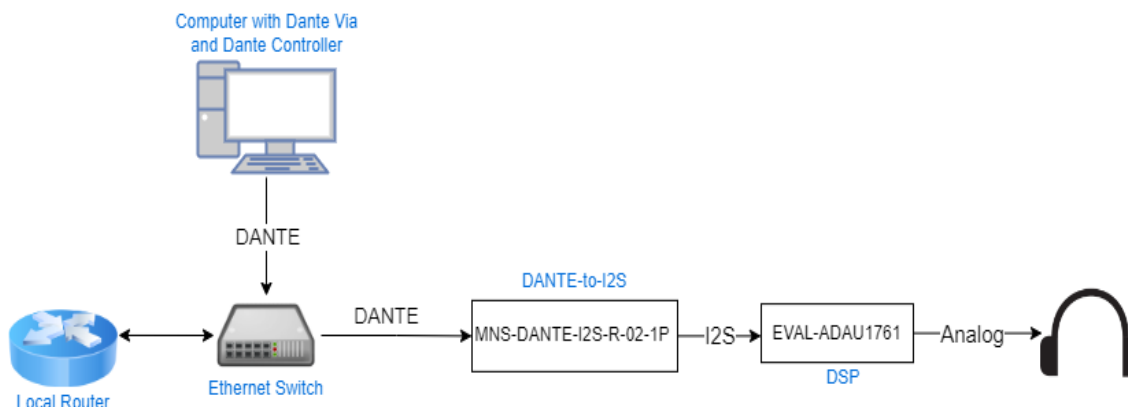 Computer with Dante Via
and Dante Controller
DANTE
DANTE-to-I2S
DANTE
MNS-DANTE-I2S-R-02-1P
I2S
EVAL-ADAU1761
Analog
DSP
Ethernet Switch
Local Router